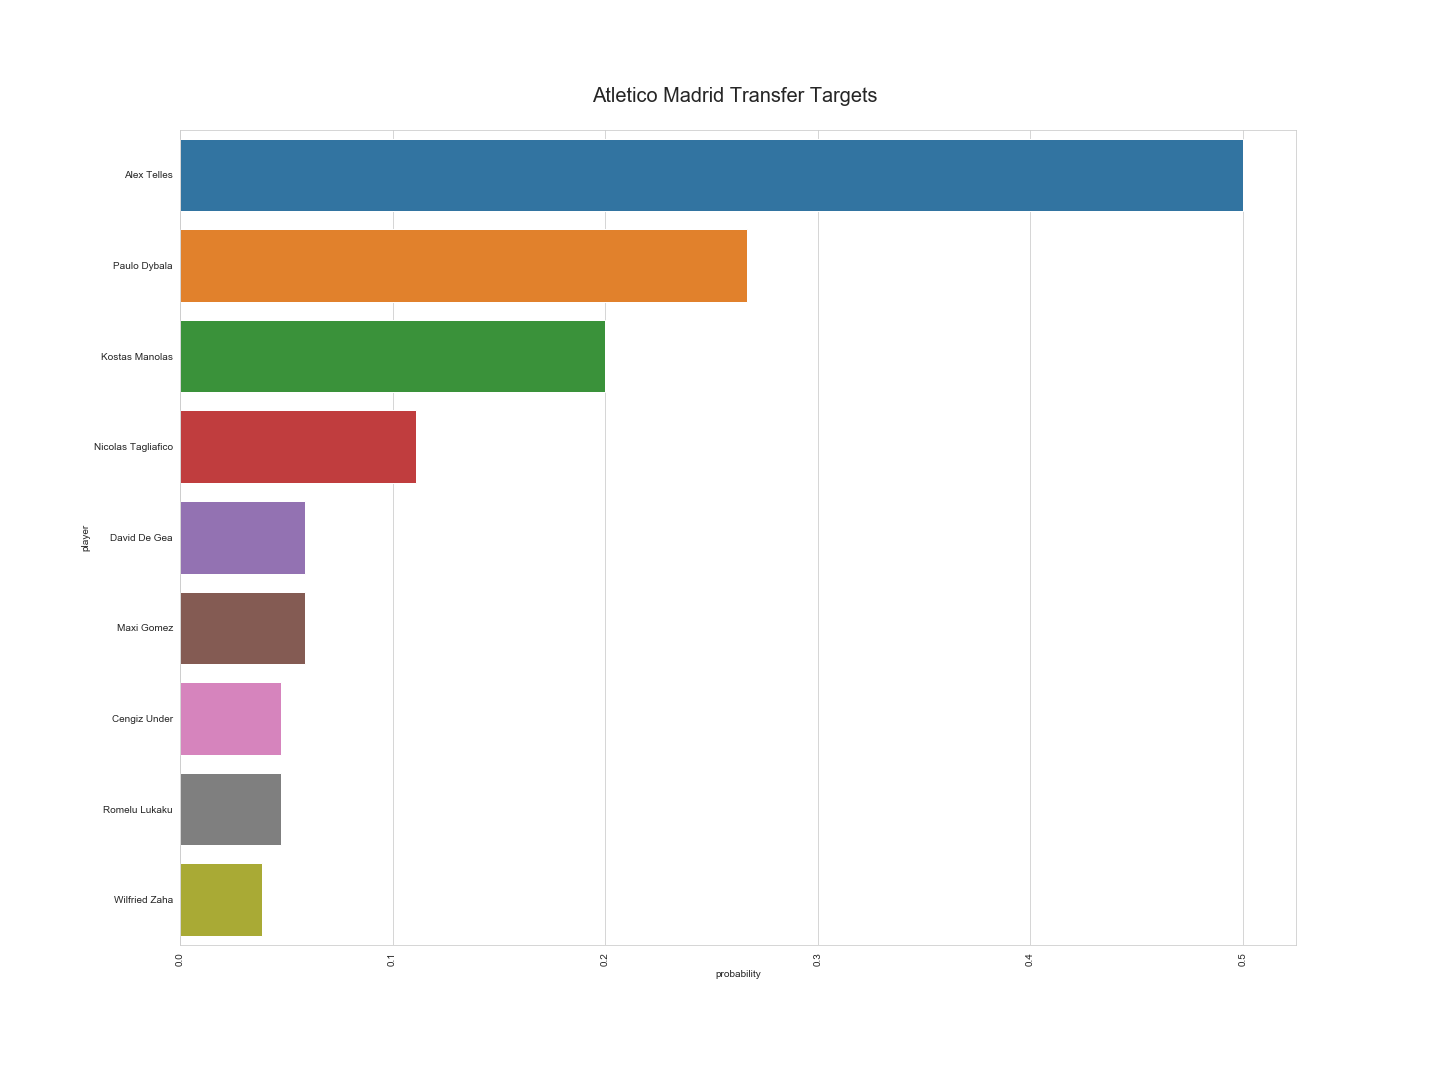 Atletico Madrid Transfer Targets
Alex Telles
Paulo Dybala
Kostas Manolas
Nicolas Tagliafico
David De Gea
Maxi Gomez
Cengiz Under
Romelu Lukaku
Wilfried Zaha
player
0.0 0.1 0.2 0.3 0.4 0.5
probability